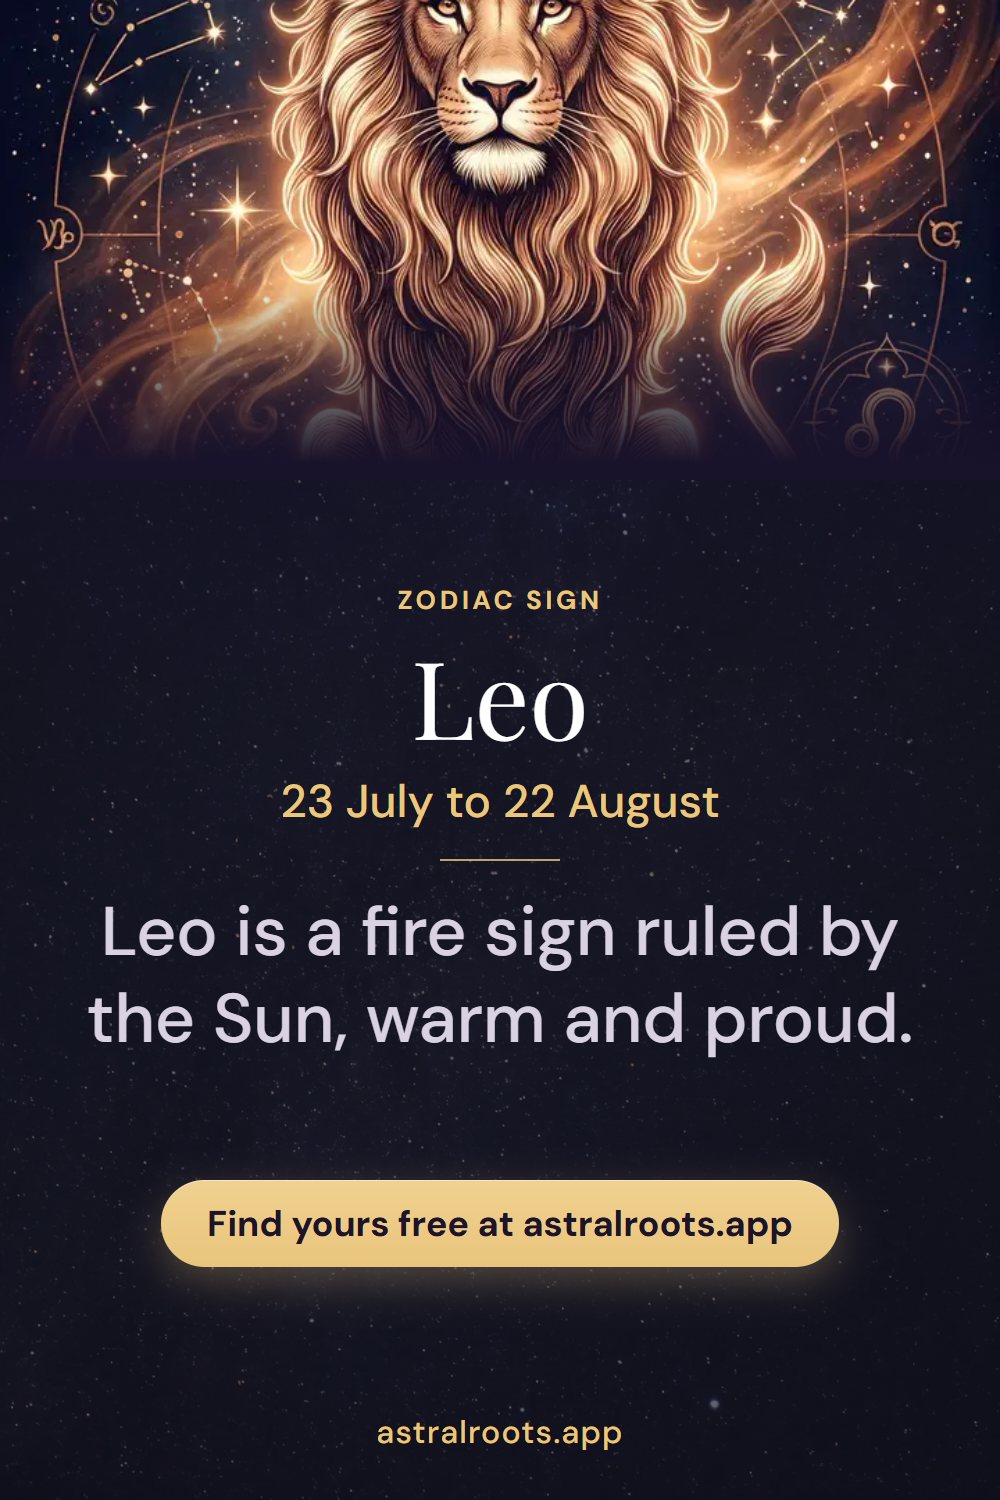 ZODIAC SIGN
Leo
23 July to 22 August
Leo is a fire sign ruled by
the Sun, warm and proud.
Find yours free at astralroots.app
astralroots.app